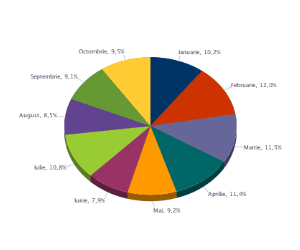 Ianuarie, 10,2%
Februarie, 12,0%
Martie, 11,5%
Aprilie, 11,4%
Mai, 9,2%
Iunie, 7,9%
Iulie, 10,8%
August, 8,5%
Septembrie, 9,1%
Octombrie, 9,5%